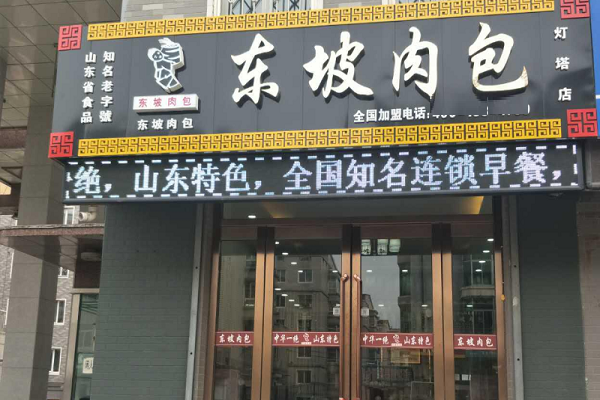 知名老字號
山东省食品
东坡肉包
东坡肉包
东坡肉包
灯塔店
全国加盟电话:
绝,山东特色,全国知名连锁早餐,
东坡肉包
中华一绝 山东特色
中华一绝 山东特色
东坡肉包